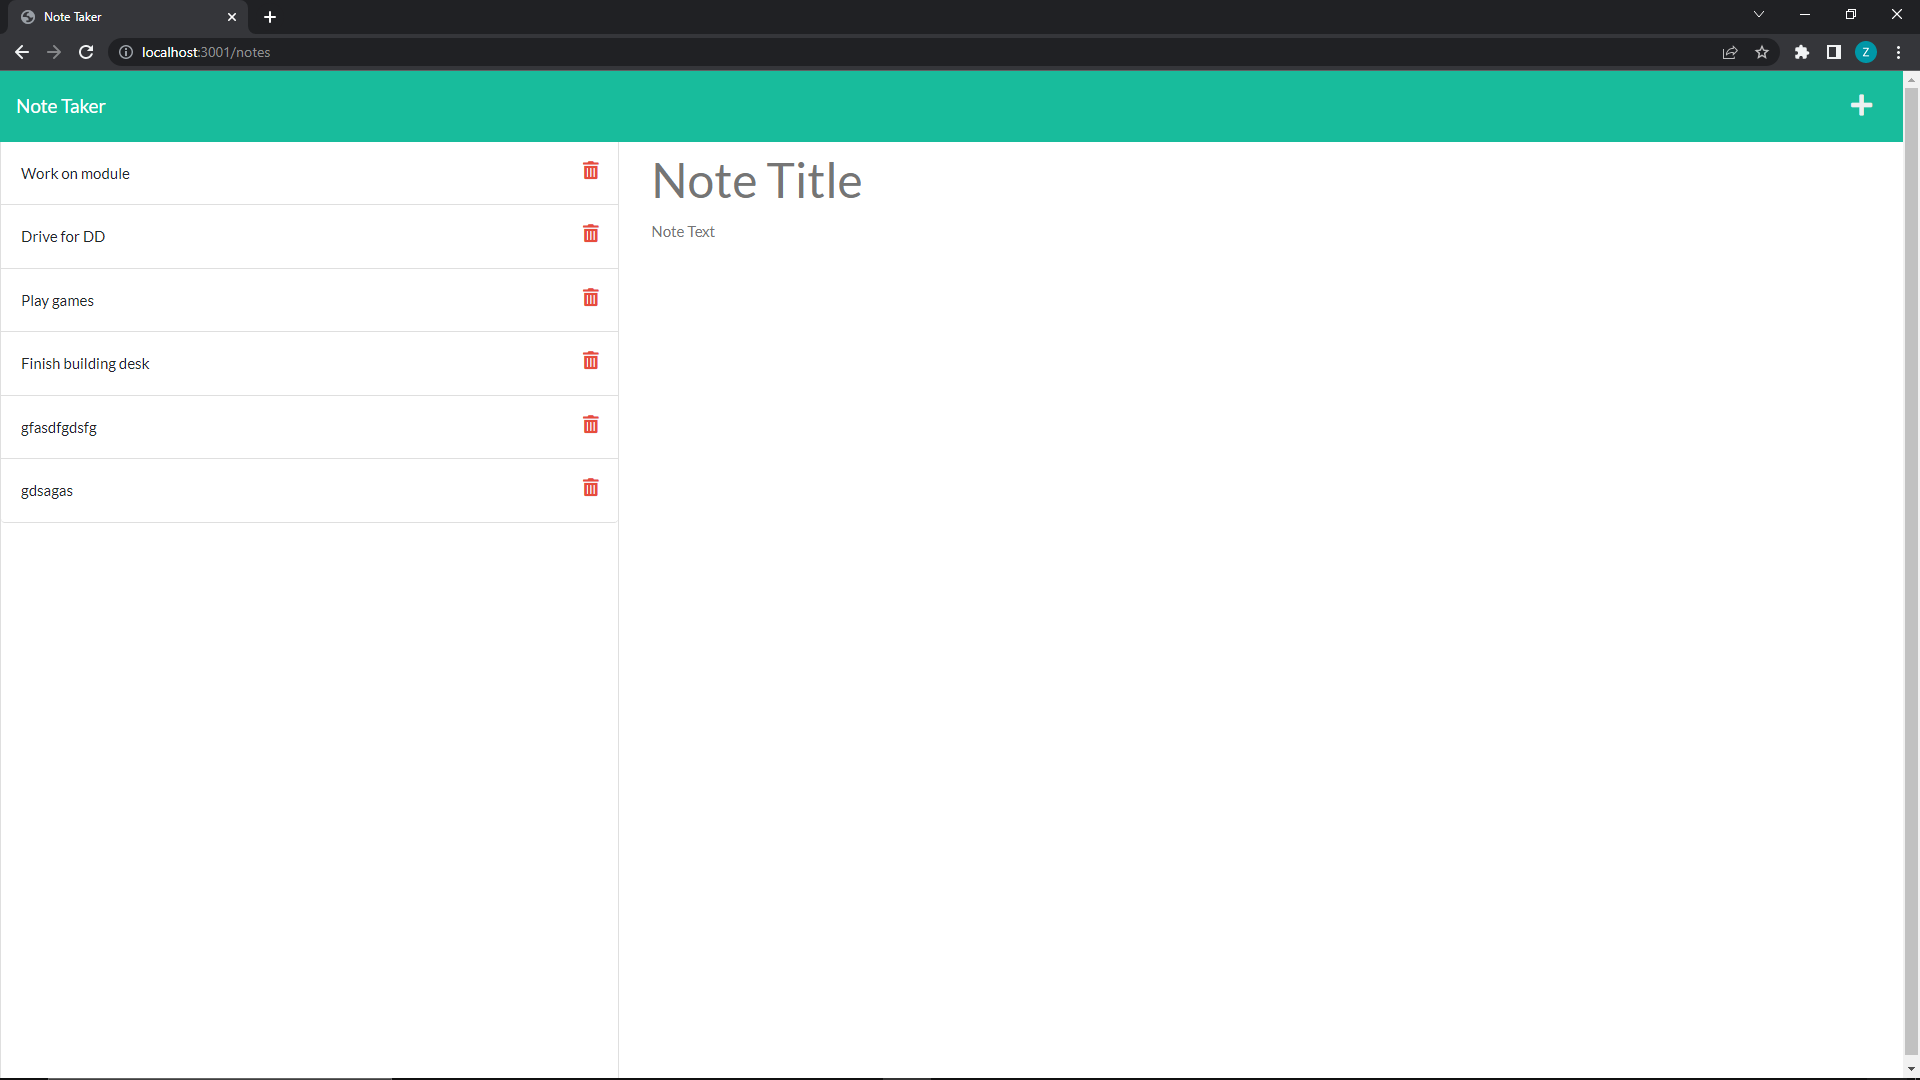 Note Taker
localhost:3001/notes
Z
Note Taker
Work on module
Drive for DD
Play games
Finish building desk
gfasdfgdsfg
gdsagas
Note Title
Note Text